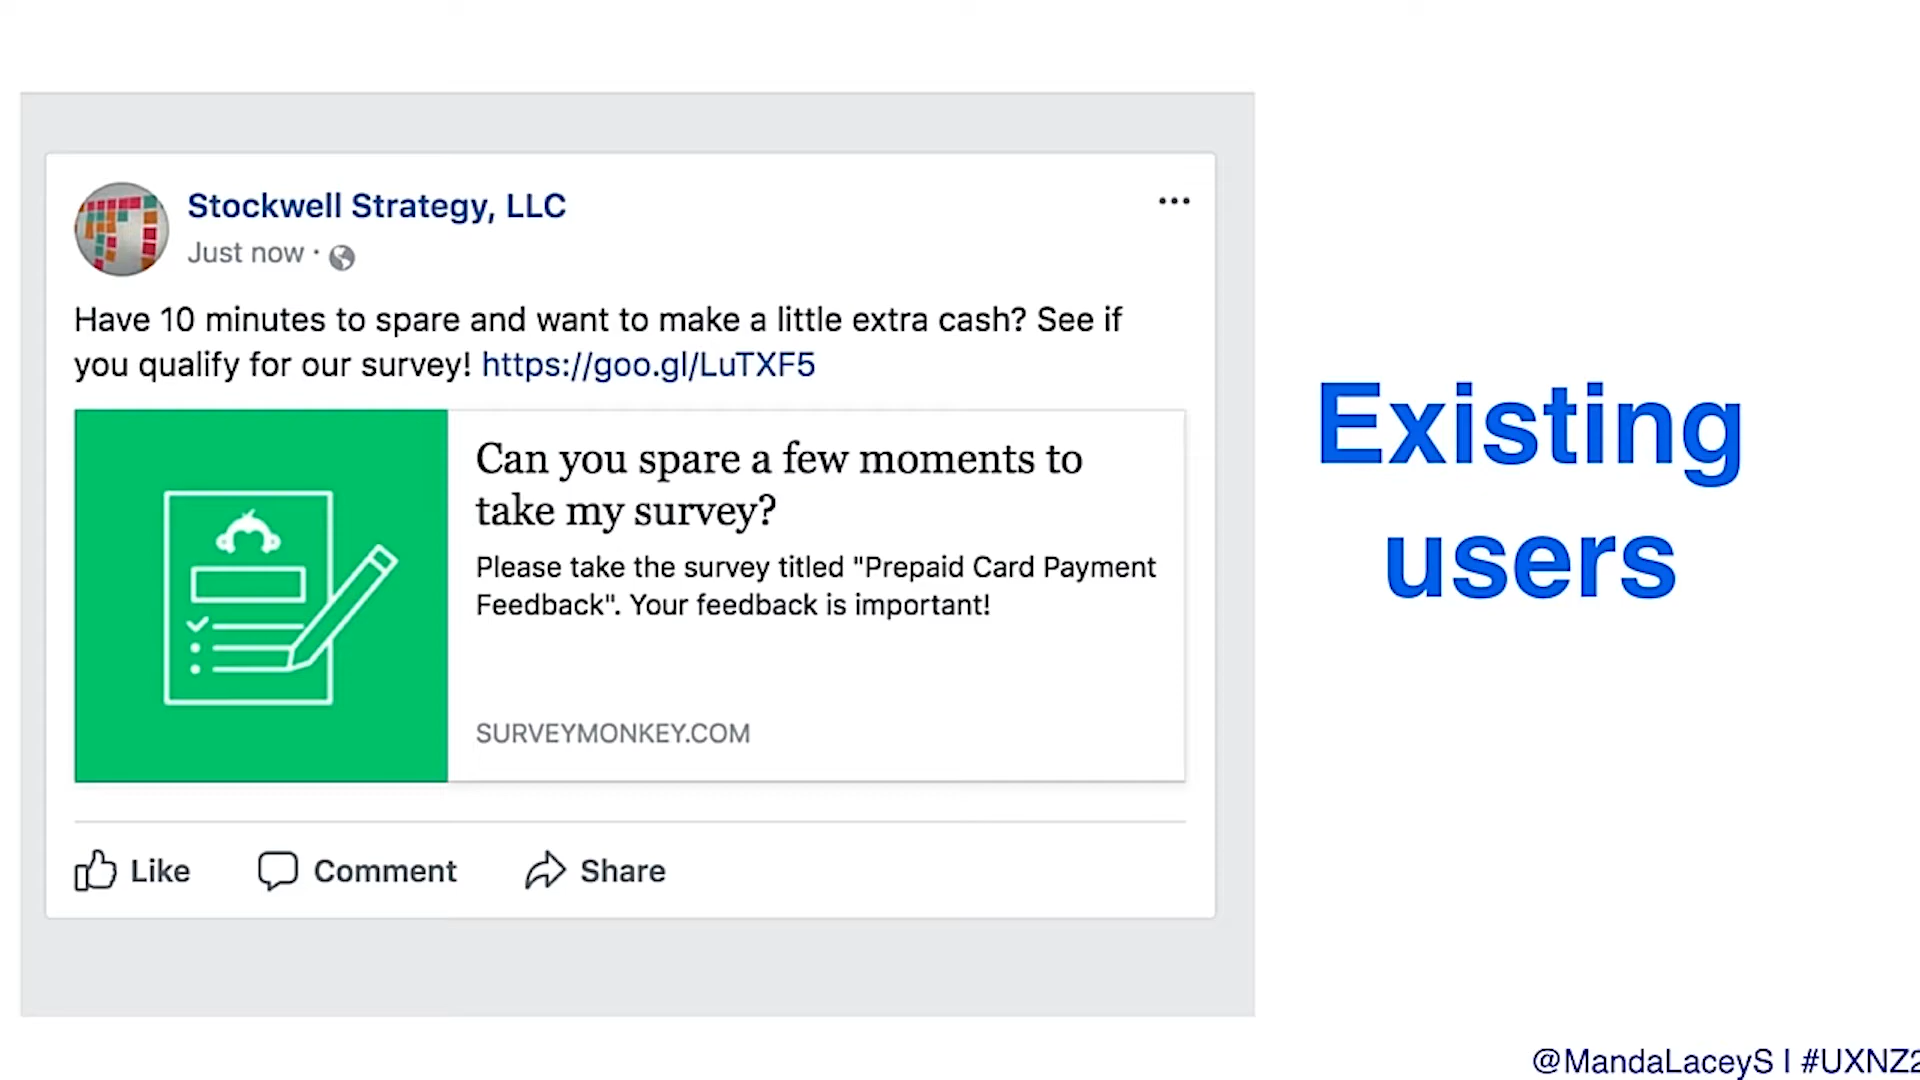 Stockwell Strategy, LLC
Just now ·
Have 10 minutes to spare and want to make a little extra cash? See if
you qualify for our survey! https://goo.gl/LuTXF5
Can you spare a few moments to
take my survey?
Please take the survey titled "Prepaid Card Payment
Feedback". Your feedback is important!
SURVEYMONKEY.COM
Like Comment Share
Existing
users
@MandaLaceyS | #UXNZ2